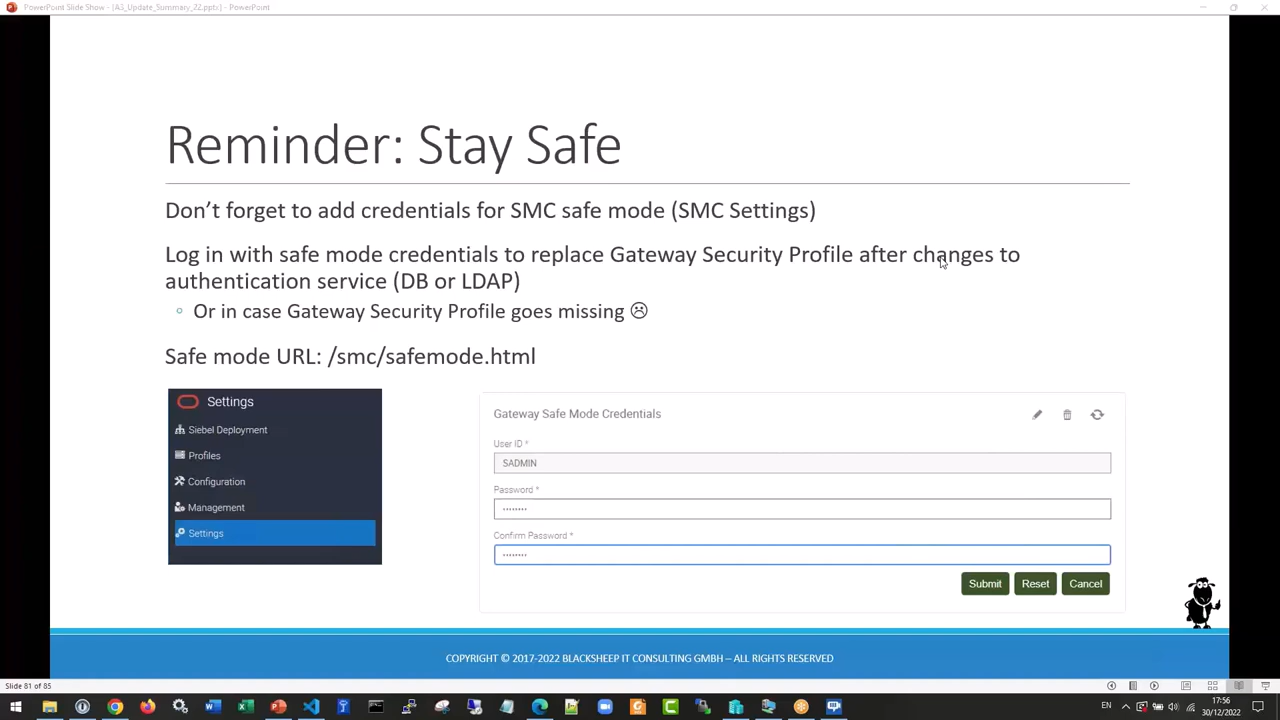 PowerPoint Slide Show - [A3_Update_Summary_22.pptx] - PowerPoint
Reminder: Stay Safe
Don’t forget to add credentials for SMC safe mode (SMC Settings)
Log in with safe mode credentials to replace Gateway Security Profile after changes to
authentication service (DB or LDAP)
Or in case Gateway Security Profile goes missing ☹
Safe mode URL: /smc/safemode.html
Settings
Siebel Deployment
Profiles
Configuration
Management
Settings
Gateway Safe Mode Credentials
User ID *
SADMIN
Password *
Confirm Password *
Submit Reset Cancel
COPYRIGHT © 2017-2022 BLACKSHEEP IT CONSULTING GMBH – ALL RIGHTS RESERVED
Slide 81 of 85
EN
17:56
30/12/2022